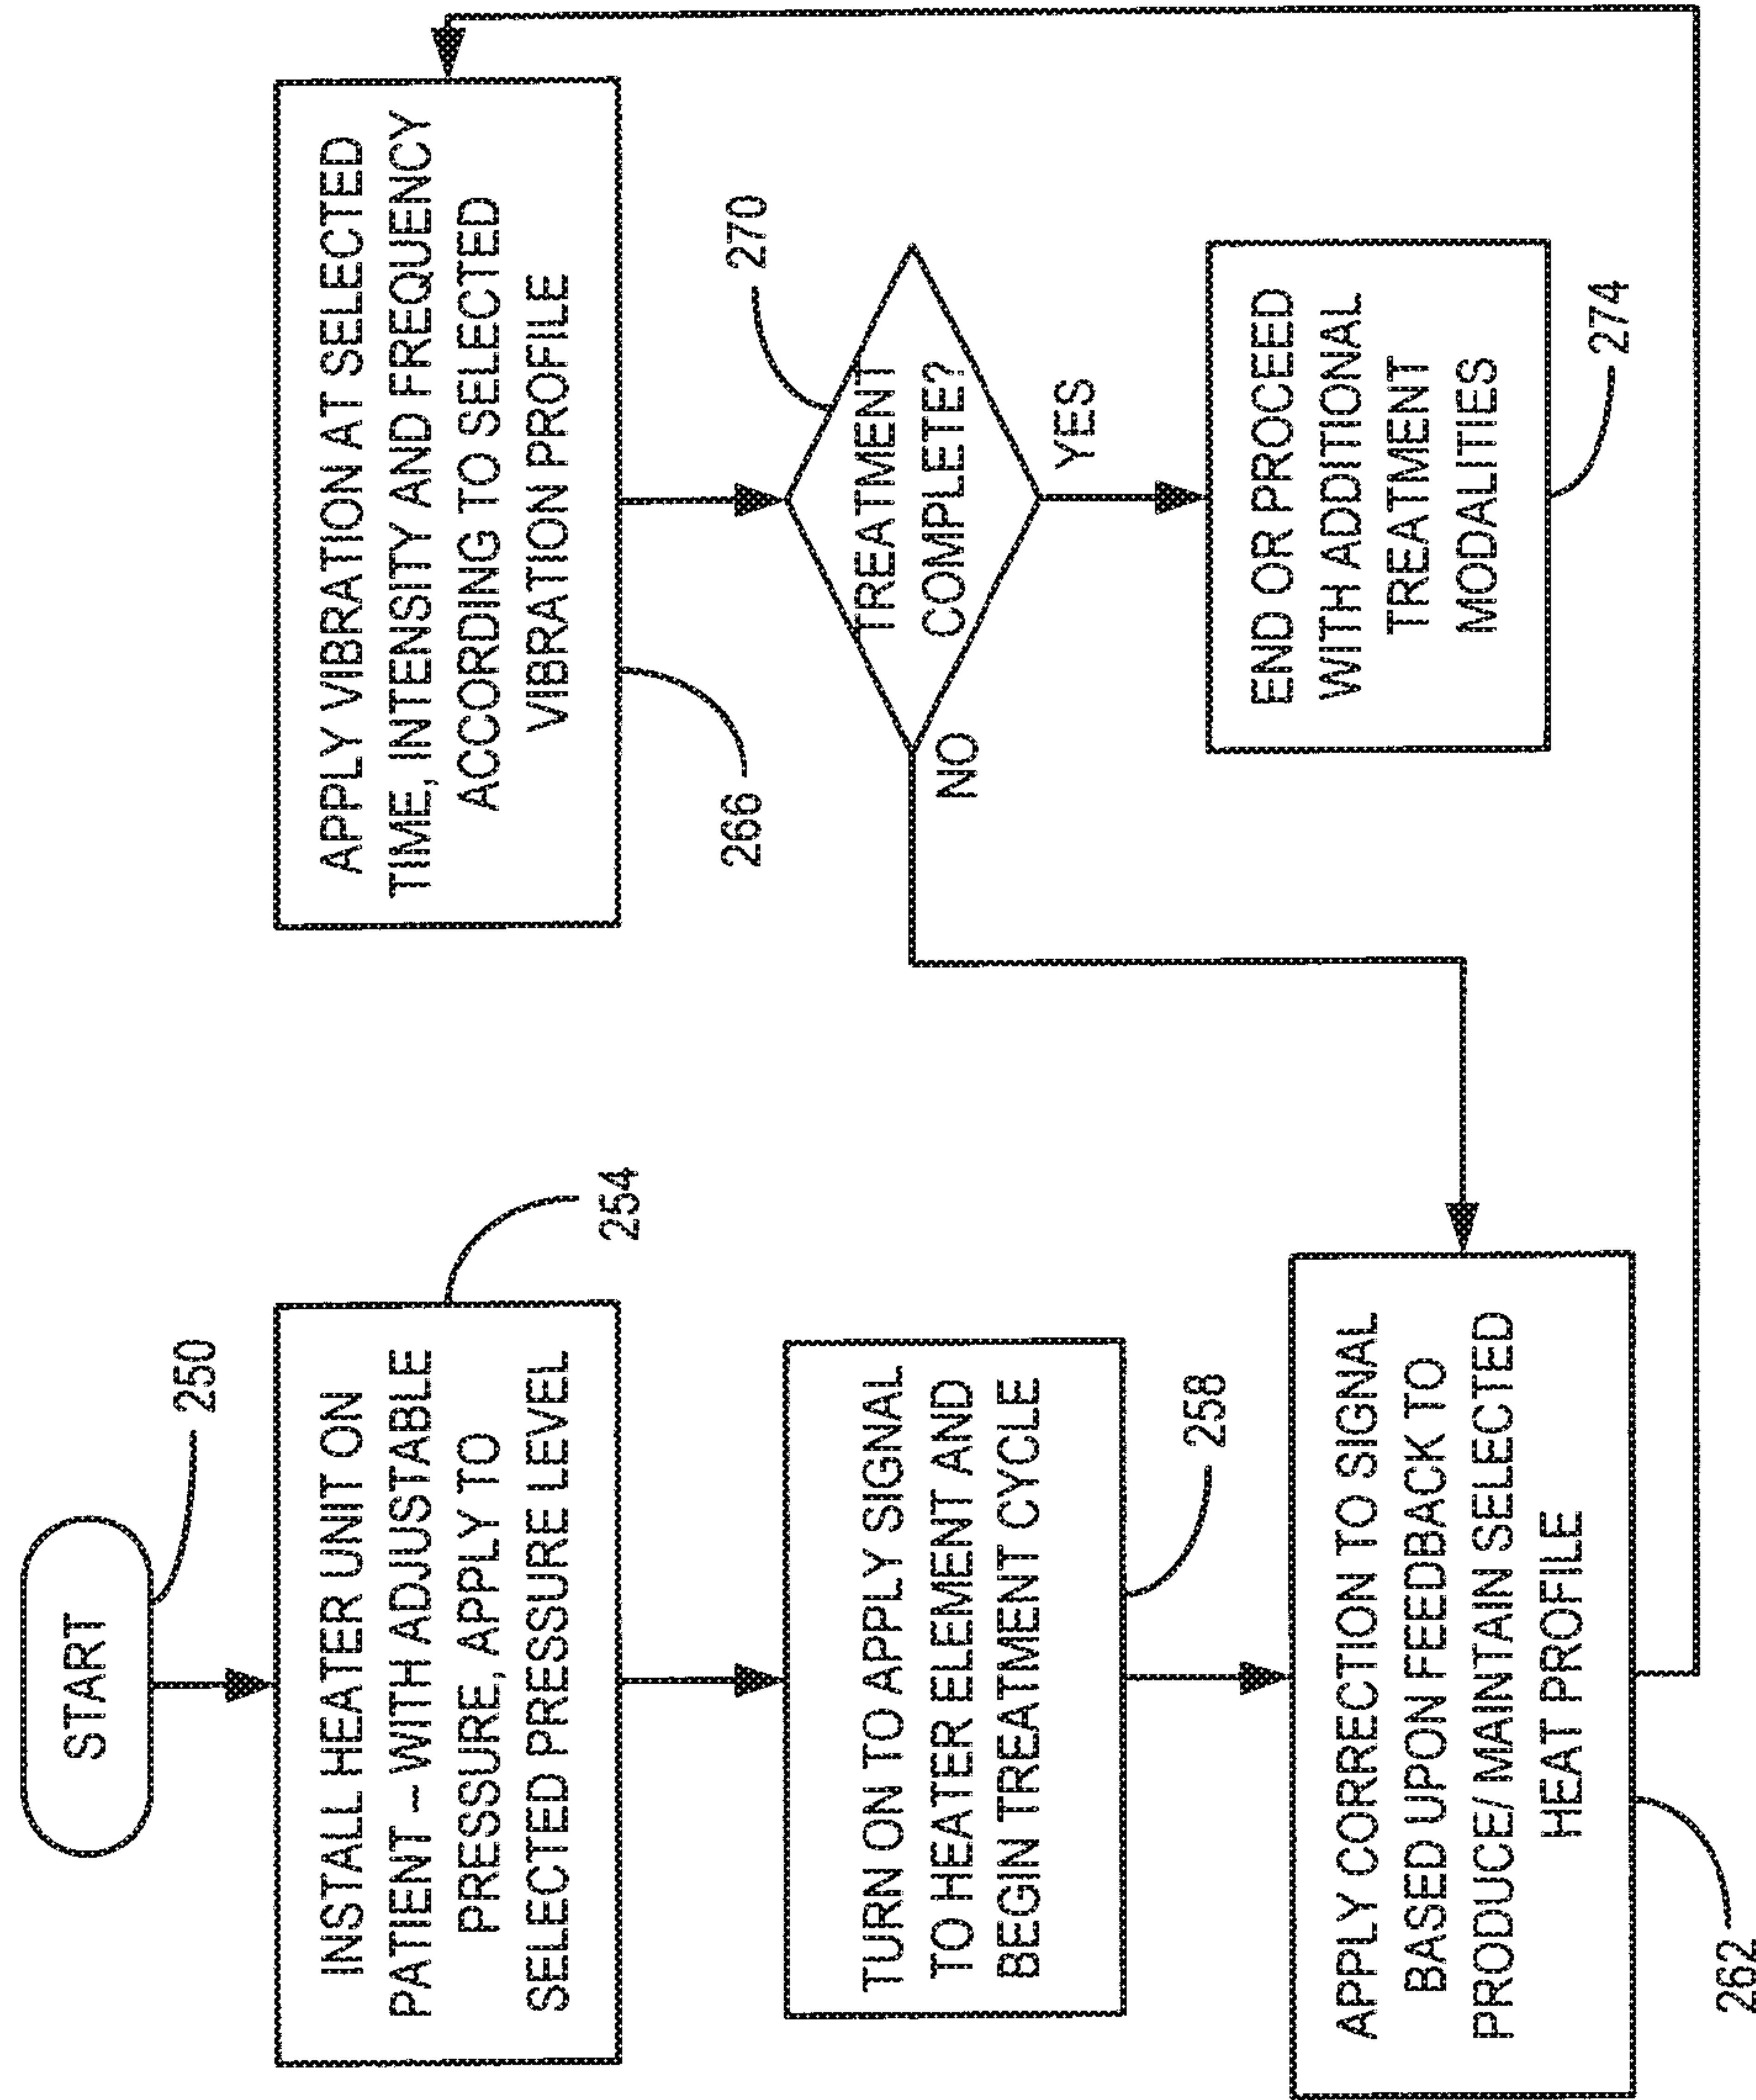 START
250
INSTALL HEATER UNIT ON
PATIENT – WITH ADJUSTABLE
PRESSURE, APPLY TO
SELECTED PRESSURE LEVEL
254
TURN ON TO APPLY SIGNAL
TO HEATER ELEMENT AND
BEGIN TREATMENT CYCLE
258
APPLY CORRECTION TO SIGNAL
BASED UPON FEEDBACK TO
PRODUCE/ MAINTAIN SELECTED
HEAT PROFILE
262
APPLY VIBRATION AT SELECTED
TIME, INTENSITY AND FREQUENCY
ACCORDING TO SELECTED
VIBRATION PROFILE
266
TREATMENT
COMPLETE?
270
NO
YES
END OR PROCEED
WITH ADDITIONAL
TREATMENT
MODALITIES
274